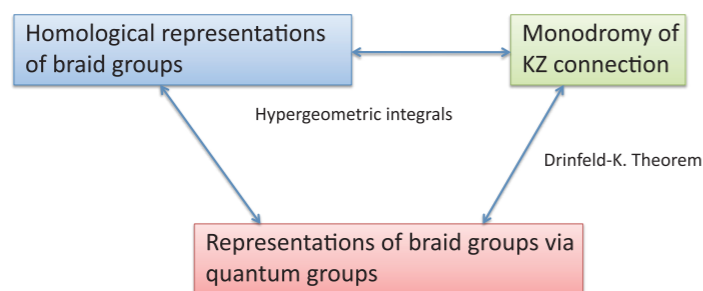 Homological representations
of braid groups
Monodromy of
KZ connection
Hypergeometric integrals
Drinfeld-K. Theorem
Representations of braid groups via
quantum groups